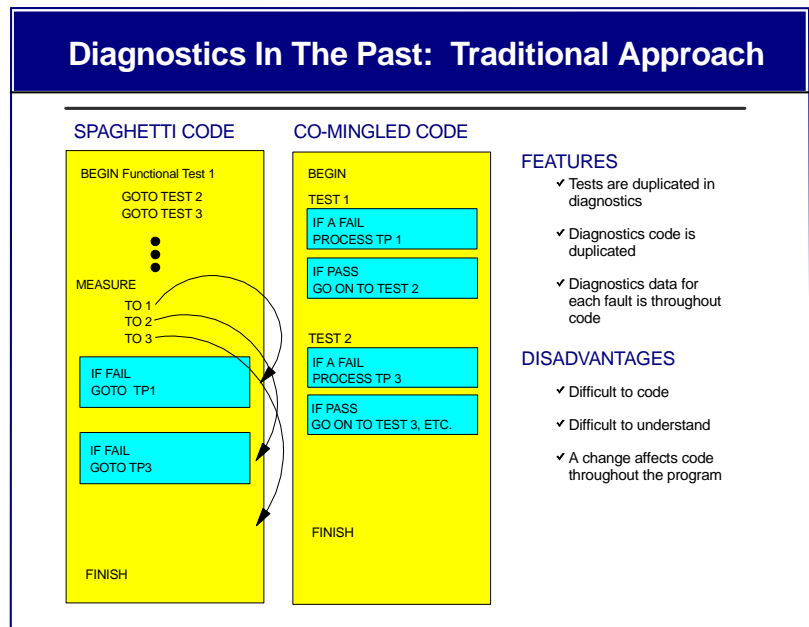 Diagnostics In The Past: Traditional Approach
SPAGHETTI CODE
BEGIN Functional Test 1
GOTO TEST 2
GOTO TEST 3
MEASURE
TO 1
TO 2
TO 3
IF FAIL
GOTO TP1
IF FAIL
GOTO TP3
FINISH
CO-MINGLED CODE
BEGIN
TEST 1
IF A FAIL
PROCESS TP 1
IF PASS
GO ON TO TEST 2
TEST 2
IF A FAIL
PROCESS TP 3
IF PASS
GO ON TO TEST 3, ETC.
FINISH
FEATURES
✓ Tests are duplicated in
diagnostics
✓ Diagnostics code is
duplicated
✓ Diagnostics data for
each fault is throughout
code
DISADVANTAGES
✓ Difficult to code
✓ Difficult to understand
✓ A change affects code
throughout the program